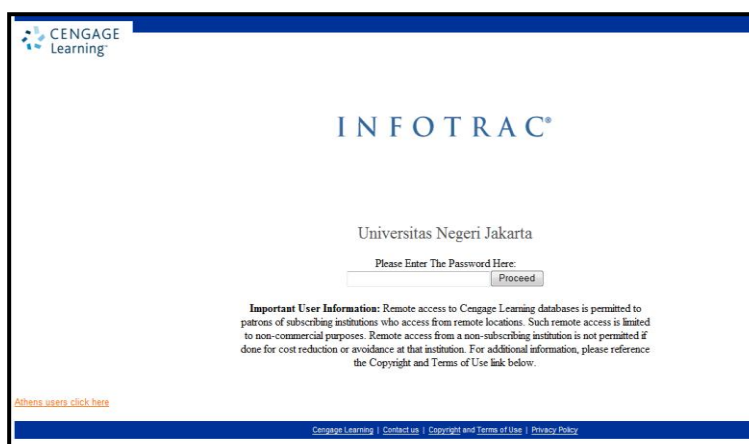 CENGAGE
Learning™
INFOTRAC®
Universitas Negeri Jakarta
Please Enter The Password Here:
Proceed
Important User Information: Remote access to Cengage Learning databases is permitted to
patrons of subscribing institutions who access from remote locations. Such remote access is limited
to non-commercial purposes. Remote access from a non-subscribing institution is not permitted if
done for cost reduction or avoidance at that institution. For additional information, please reference
the Copyright and Terms of Use link below.
Athens users click here
Cengage Learning | Contact us | Copyright and Terms of Use | Privacy Policy